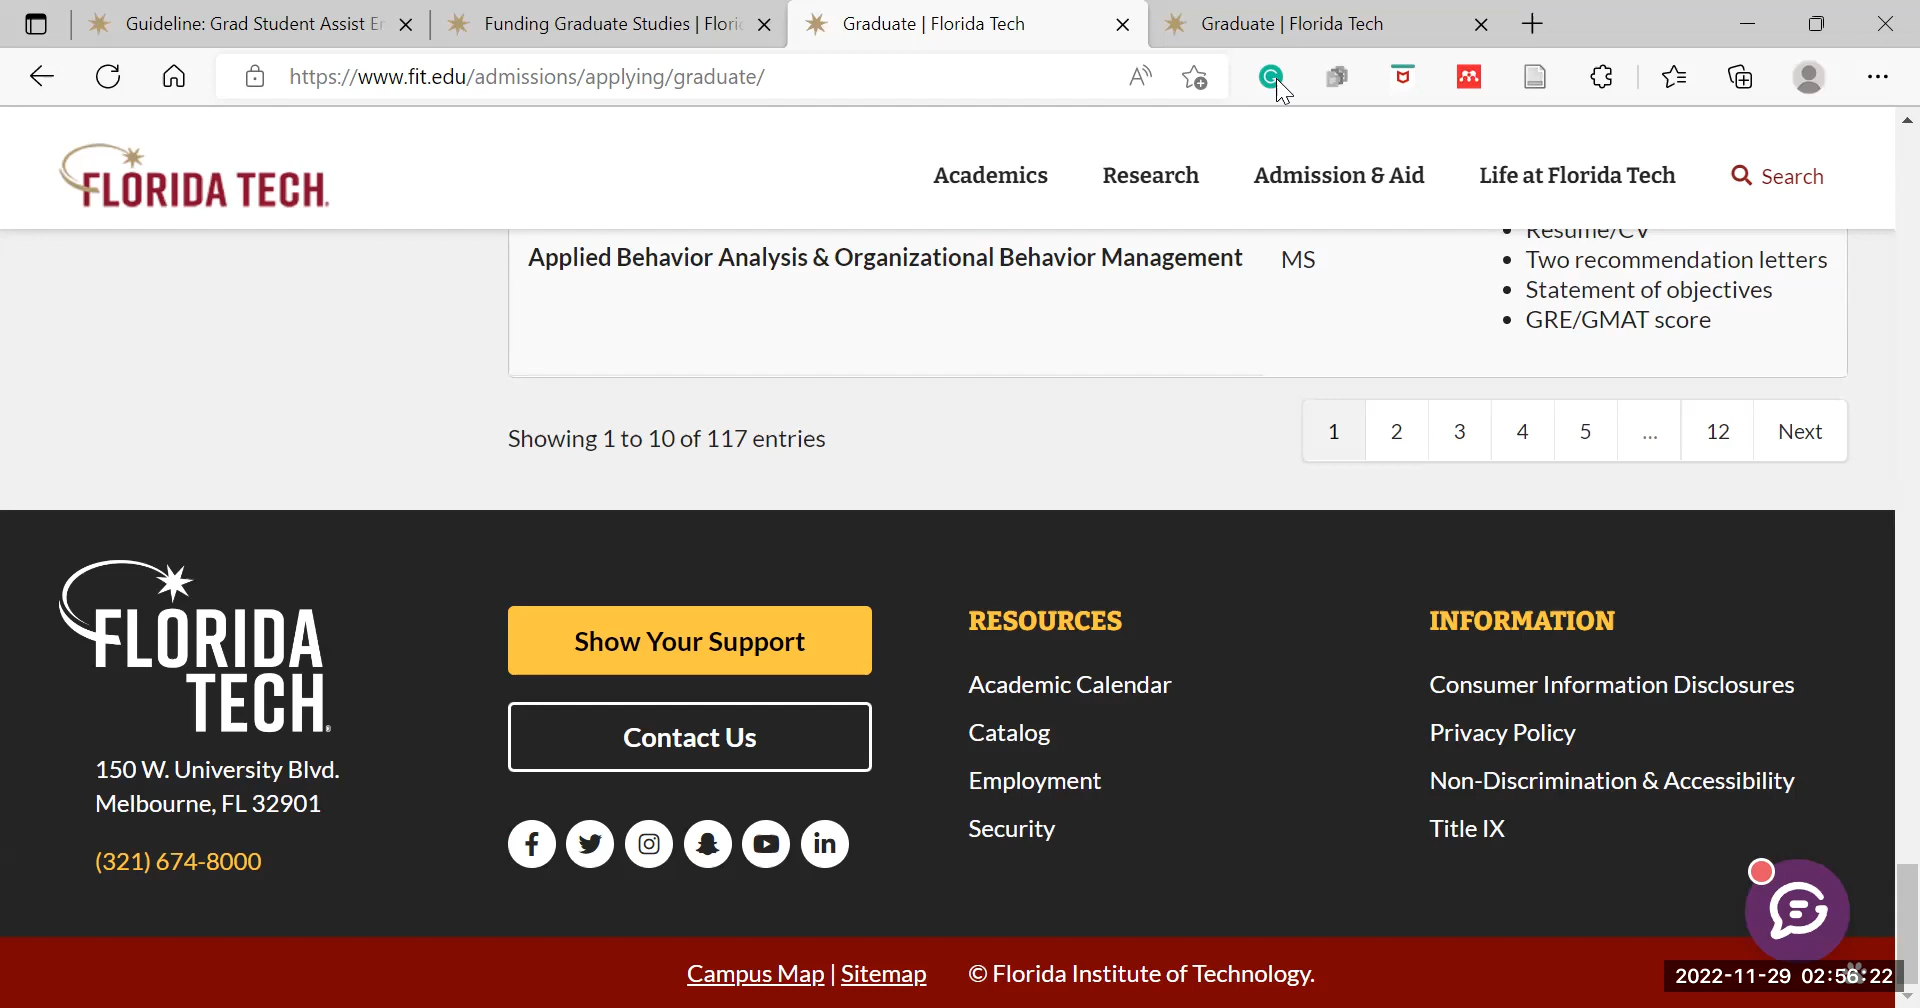 Guideline: Grad Student Assist Er
Funding Graduate Studies | Flori
Graduate | Florida Tech
Graduate | Florida Tech
https://www.fit.edu/admissions/applying/graduate/
FLORIDA TECH.
Academics
Research
Admission & Aid
Life at Florida Tech
Search
Resume/CV
Applied Behavior Analysis & Organizational Behavior Management
MS
Two recommendation letters
Statement of objectives
GRE/GMAT score
Showing 1 to 10 of 117 entries
1 2 3 4 5 ... 12 Next
FLORIDA
TECH.
150 W. University Blvd.
Melbourne, FL 32901
(321) 674-8000
Show Your Support
Contact Us
RESOURCES
Academic Calendar
Catalog
Employment
Security
INFORMATION
Consumer Information Disclosures
Privacy Policy
Non-Discrimination & Accessibility
Title IX
Campus Map | Sitemap
© Florida Institute of Technology.
2022-11-29 02:56:22